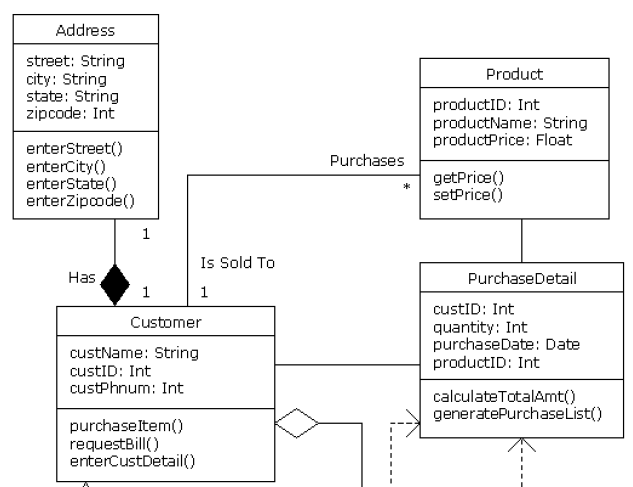 Address
street: String
city: String
state: String
zipcode: Int
enterStreet()
enterCity()
enterState()
enterZipcode()
Product
productID: Int
productName: String
productPrice: Float
getPrice()
setPrice()
Purchases
*
1
Has
1
Is Sold To
1
PurchaseDetail
custID: Int
quantity: Int
purchaseDate: Date
productID: Int
calculateTotalAmt()
generatePurchaseList()
Customer
custName: String
custID: Int
custPhnum: Int
purchaseItem()
requestBill()
enterCustDetail()